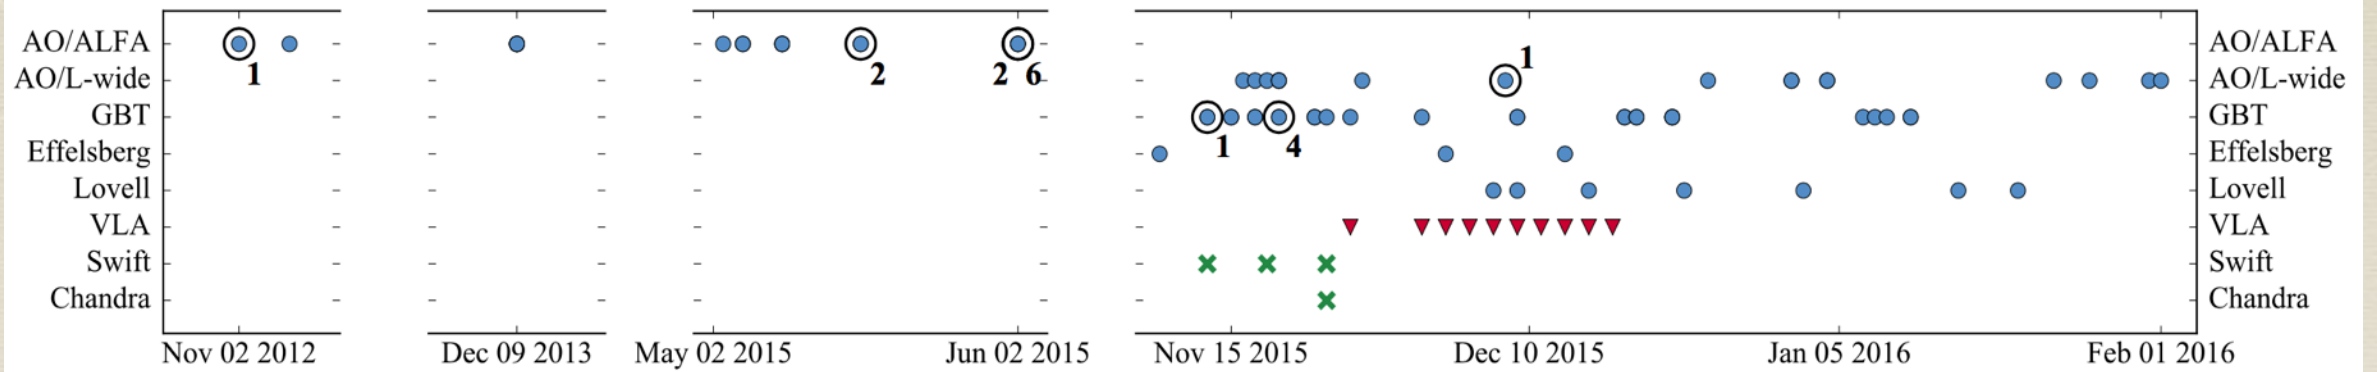 AO/ALFA
AO/L-wide
GBT
Effelsberg
Lovell
VLA
Swift
Chandra
1
2
2 6
1
1
4
AO/ALFA
AO/L-wide
GBT
Effelsberg
Lovell
VLA
Swift
Chandra
Nov 02 2012
Dec 09 2013
May 02 2015
Jun 02 2015
Nov 15 2015
Dec 10 2015
Jan 05 2016
Feb 01 2016